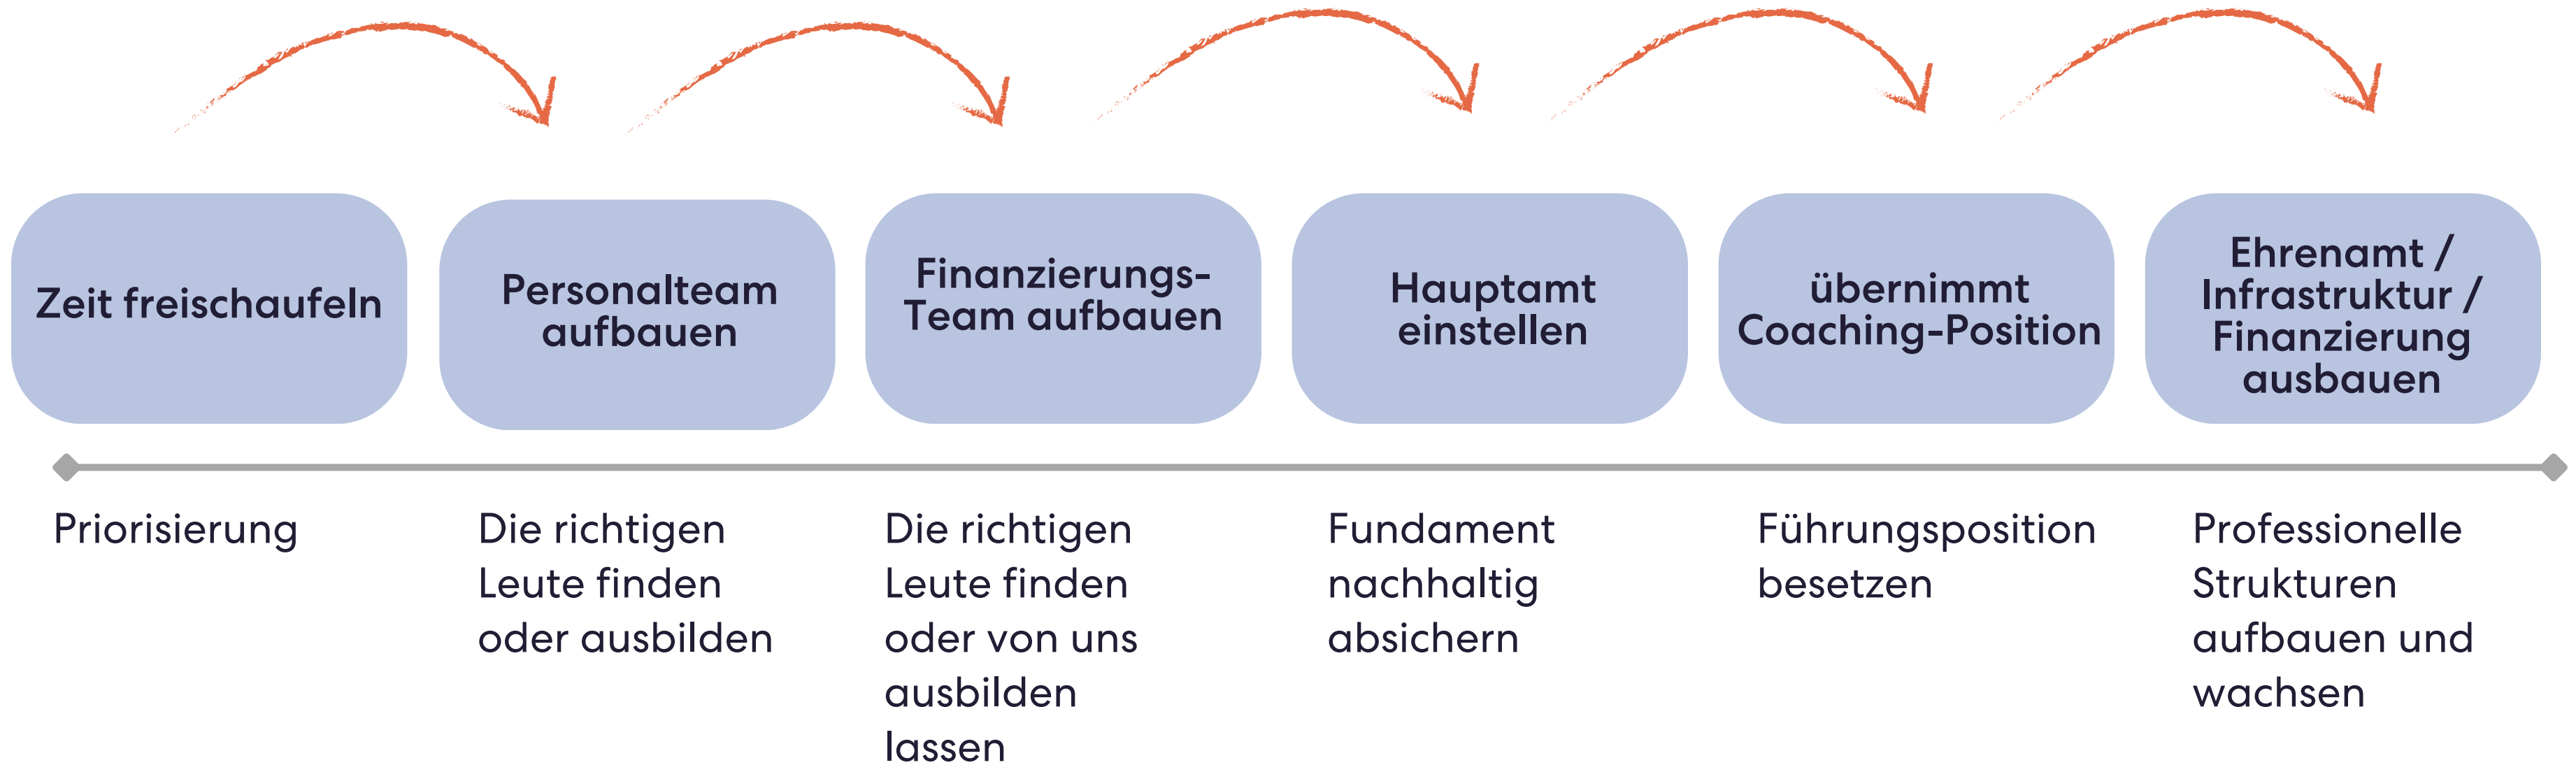 Zeit freischaufeln
Personalteam
aufbauen
Finanzierungs-
Team aufbauen
Hauptamt
einstellen
übernimmt
Coaching-Position
Ehrenamt /
Infrastruktur /
Finanzierung
ausbauen
Priorisierung
Die richtigen
Leute finden
oder ausbilden
Die richtigen
Leute finden
oder von uns
ausbilden
lassen
Fundament
nachhaltig
absichern
Führungsposition
besetzen
Professionelle
Strukturen
aufbauen und
wachsen